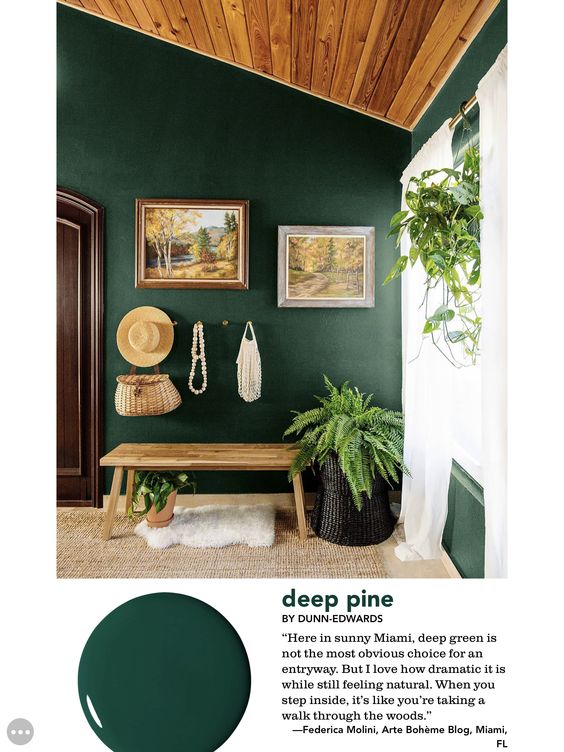 deep pine
BY DUNN-EDWARDS
“Here in sunny Miami, deep green is
not the most obvious choice for an
entryway. But I love how dramatic it is
while still feeling natural. When you
step inside, it’s like you’re taking a
walk through the woods.”
—Federica Molini, Arte Bohème Blog, Miami,
FL